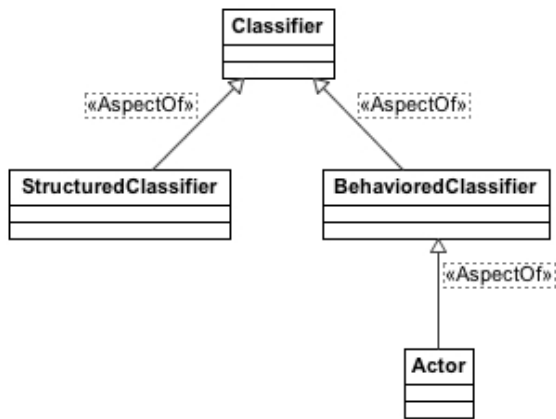 Classifier
«AspectOf»
«AspectOf»
StructuredClassifier
BehavioredClassifier
«AspectOf»
Actor